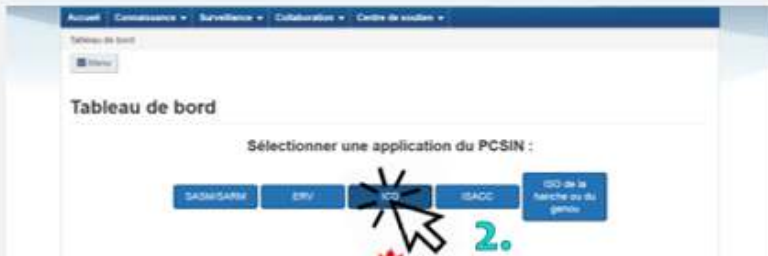 Accueil Connaissance Surveillance Collaboration Centre de soutien
Tableau de bord
Menu
Tableau de bord
Sélectionner une application du PCSIN :
SASM/SARM ERV ICD ISACC ISO de la hanche ou du genou
2.